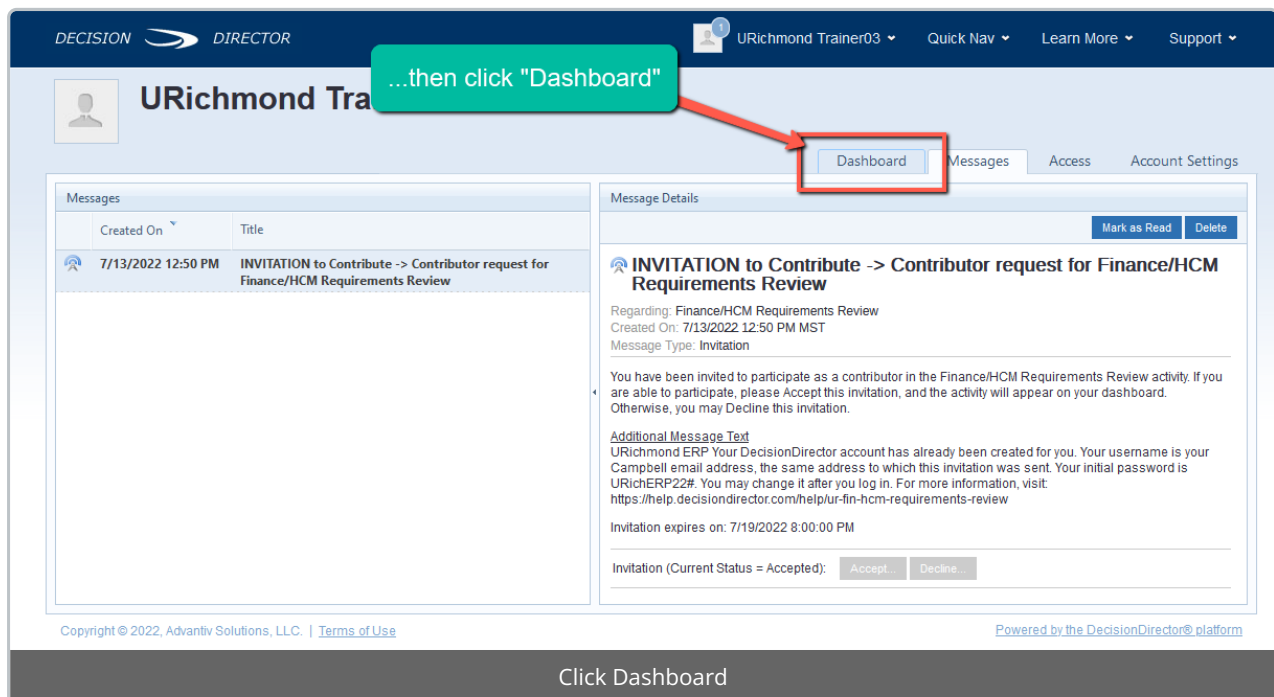 DECISION DIRECTOR
1
URichmond Trainer03
Quick Nav
Learn More
Support
...then click "Dashboard"
URichmond Tra
Dashboard
Messages
Access
Account Settings
Messages
Created On
Title
7/13/2022 12:50 PM
INVITATION to Contribute -> Contributor request for
Finance/HCM Requirements Review
Message Details
Mark as Read
Delete
INVITATION to Contribute -> Contributor request for Finance/HCM
Requirements Review
Regarding: Finance/HCM Requirements Review
Created On: 7/13/2022 12:50 PM MST
Message Type: Invitation
You have been invited to participate as a contributor in the Finance/HCM Requirements Review activity. If you
are able to participate, please Accept this invitation, and the activity will appear on your dashboard.
Otherwise, you may Decline this invitation.
Additional Message Text
URichmond ERP Your DecisionDirector account has already been created for you. Your username is your
Campbell email address, the same address to which this invitation was sent. Your initial password is
URichERP22#. You may change it after you log in. For more information, visit:
https://help.decisiondirector.com/help/ur-fin-hcm-requirements-review
Invitation expires on: 7/19/2022 8:00:00 PM
Invitation (Current Status = Accepted):
Accept...
Decline...
Copyright © 2022, Advantiv Solutions, LLC. | Terms of Use
Powered by the DecisionDirector® platform
Click Dashboard